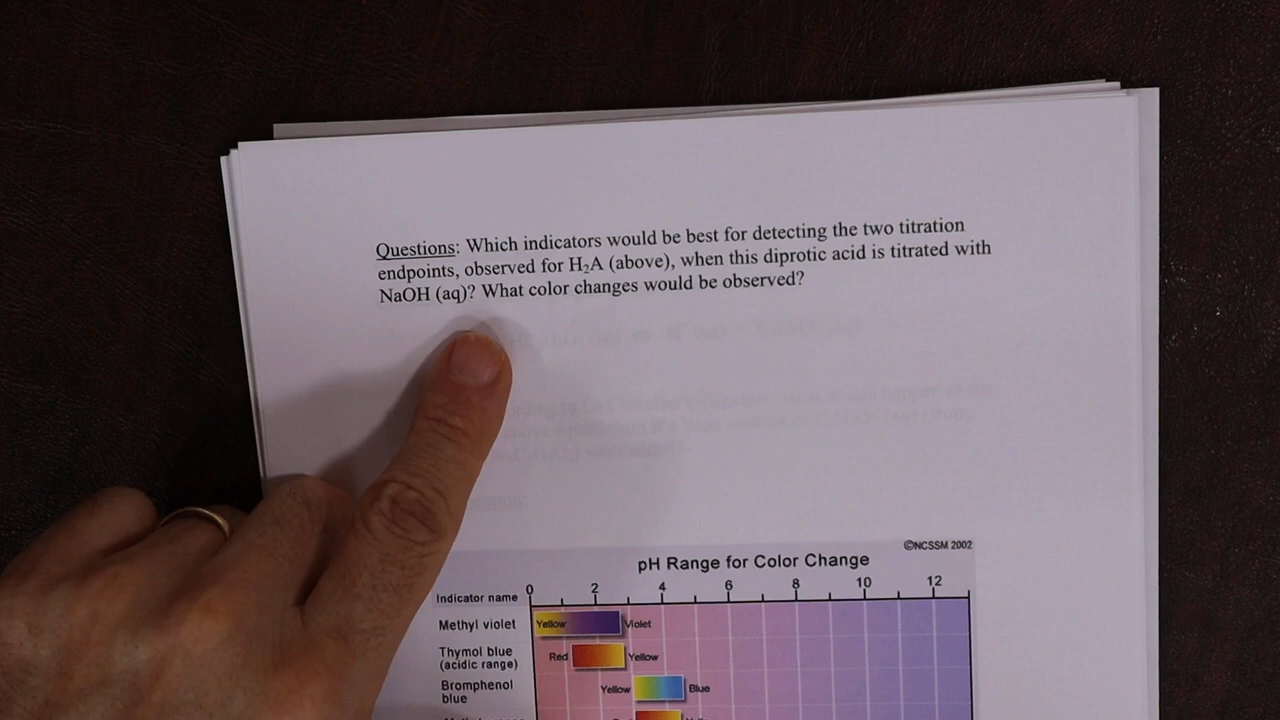 Questions: Which indicators would be best for detecting the two titration
endpoints, observed for H₂A (above), when this diprotic acid is titrated with
NaOH (aq)? What color changes would be observed?
©NCSSM 2002
pH Range for Color Change
0 2 4 6 8 10 12
Indicator name
Methyl violet Yellow Violet
Thymol blue
(acidic range) Red Yellow
Bromphenol
blue Yellow Blue